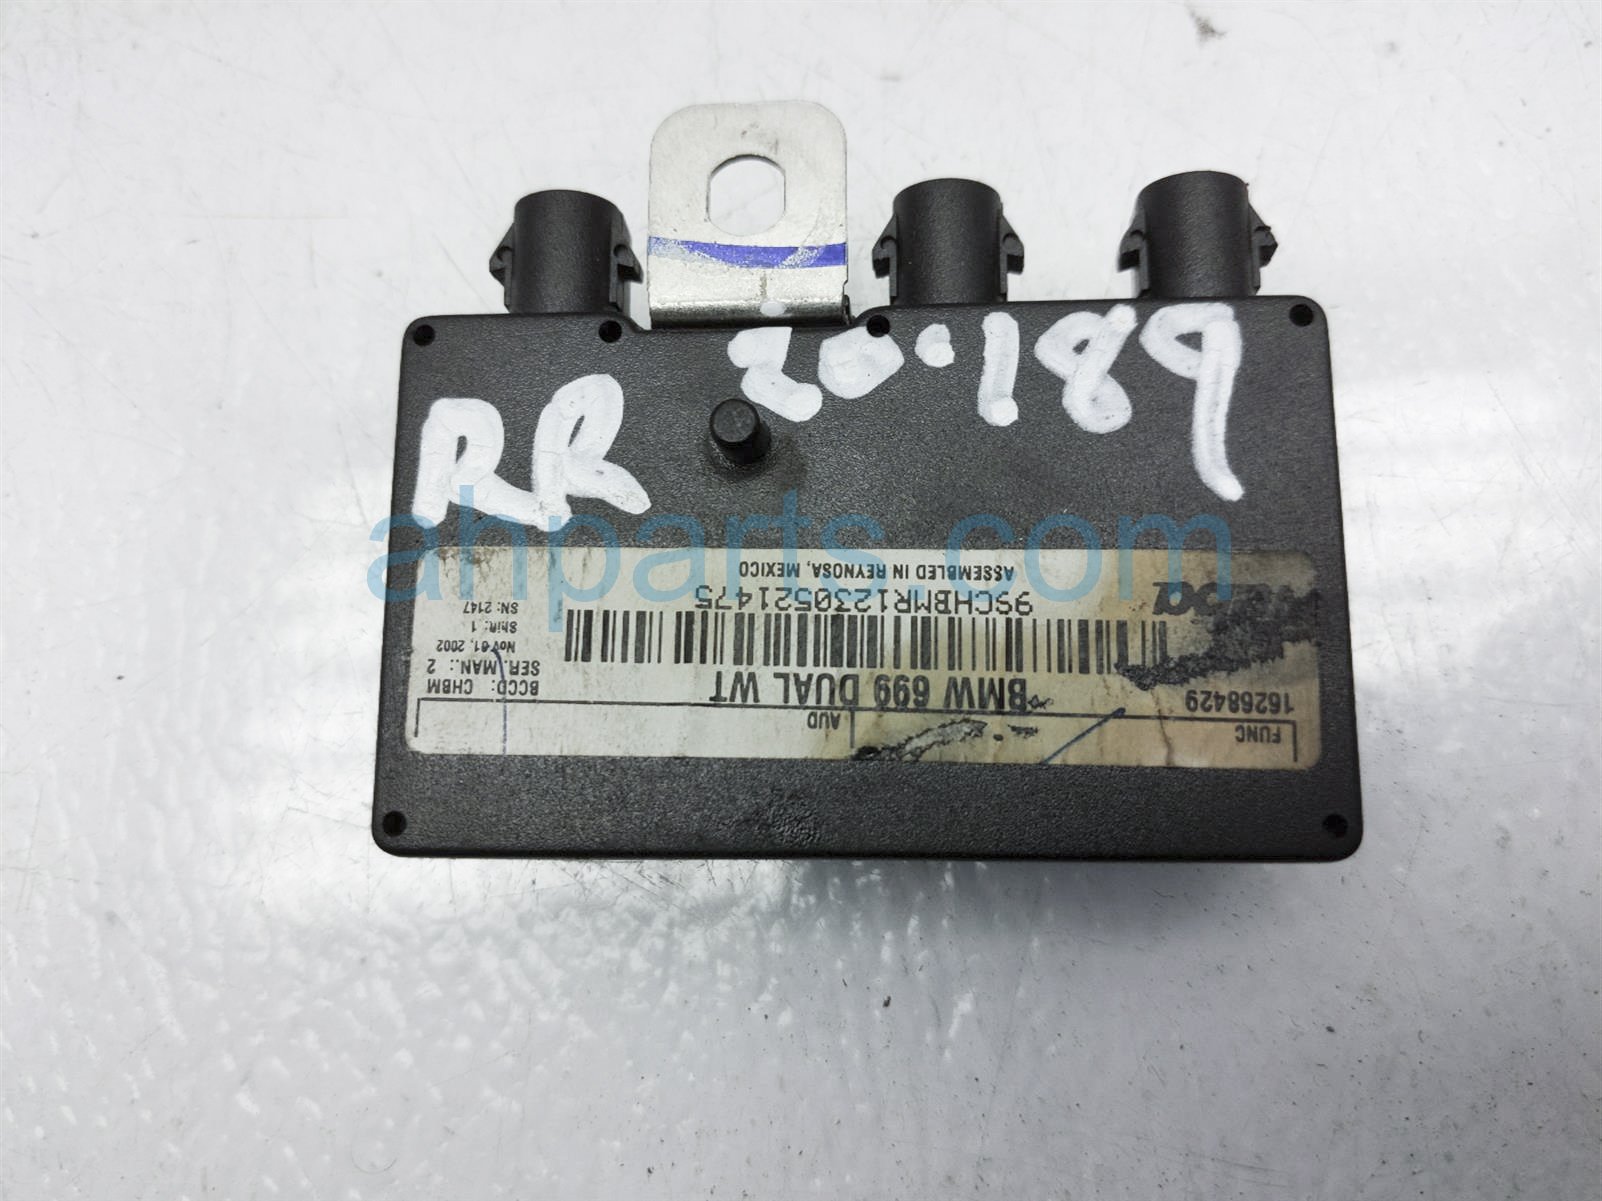 20.189
RR
ahparts.com
FUNC AUD
16268429 BMW 699 DUAL WT
BCCD: CHBM
SER. MAN.: 2
Nov 01, 2002
Shift: 1
SN: 2147
99CHBMR12305521475
ASSEMBLED IN REYNOSA, MEXICO